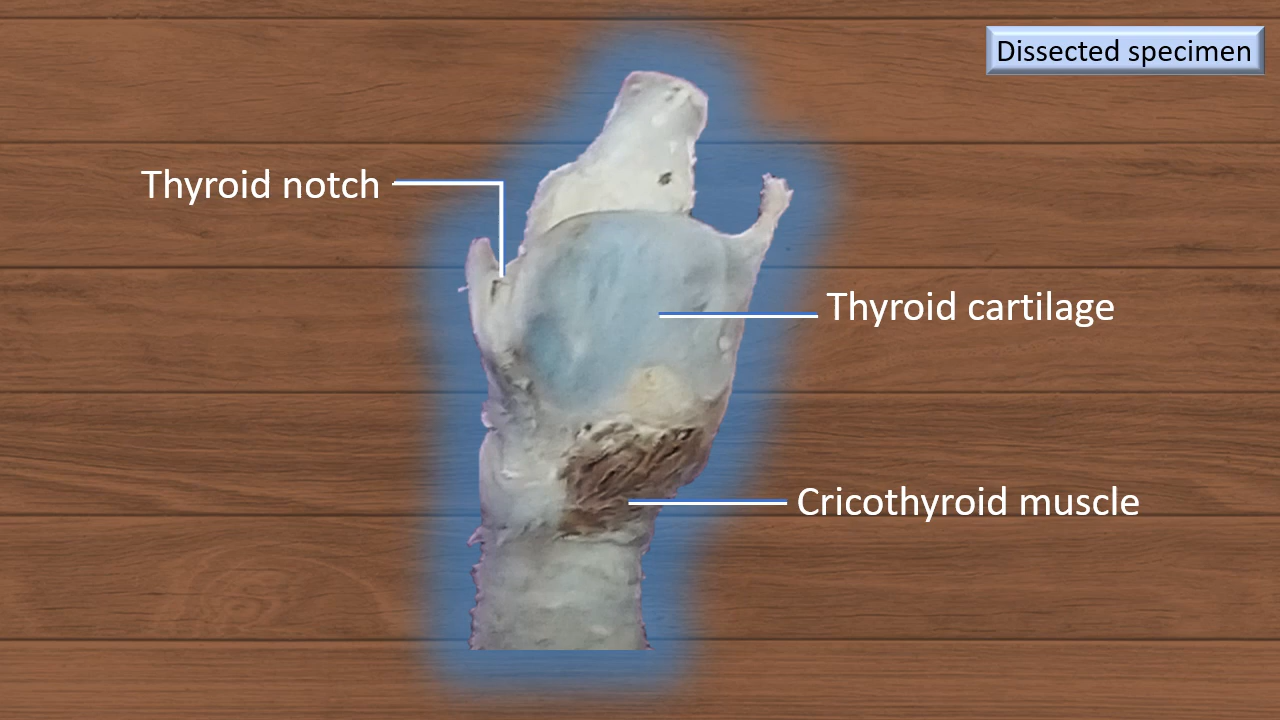 Dissected specimen
Thyroid notch
Thyroid cartilage
Cricothyroid muscle